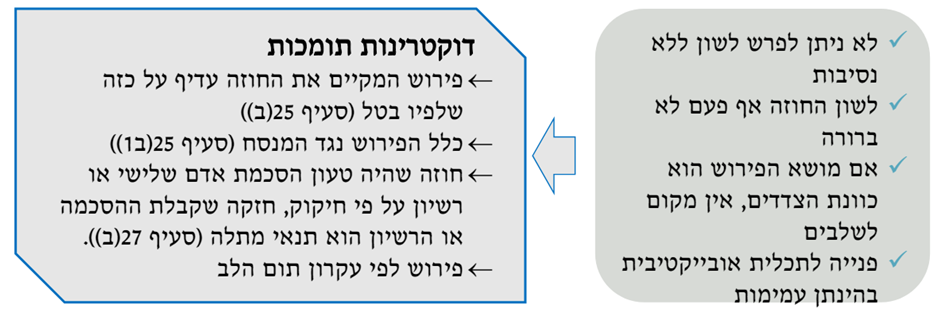 ✓ לא ניתן לפרש לשון ללא
נסיבות
✓ לשון החוזה אף פעם לא
ברורה
✓ אם מושא הפירוש הוא
כוונת הצדדים, אין מקום
לשלבים
✓ פנייה לתכלית אובייקטיבית
בהינתן עמימות
דוקטרינות תומכות
← פירוש המקיים את החוזה עדיף על כזה
שלפיו בטל (סעיף 25(ב))
← כלל הפירוש נגד המנסח (סעיף 25(ב1))
← חוזה שהיה טעון הסכמת אדם שלישי או
רשיון על פי חיקוק, חזקה שקבלת ההסכמה
או הרשיון הוא תנאי מתלה (סעיף 27(ב)).
← פירוש לפי עקרון תום הלב